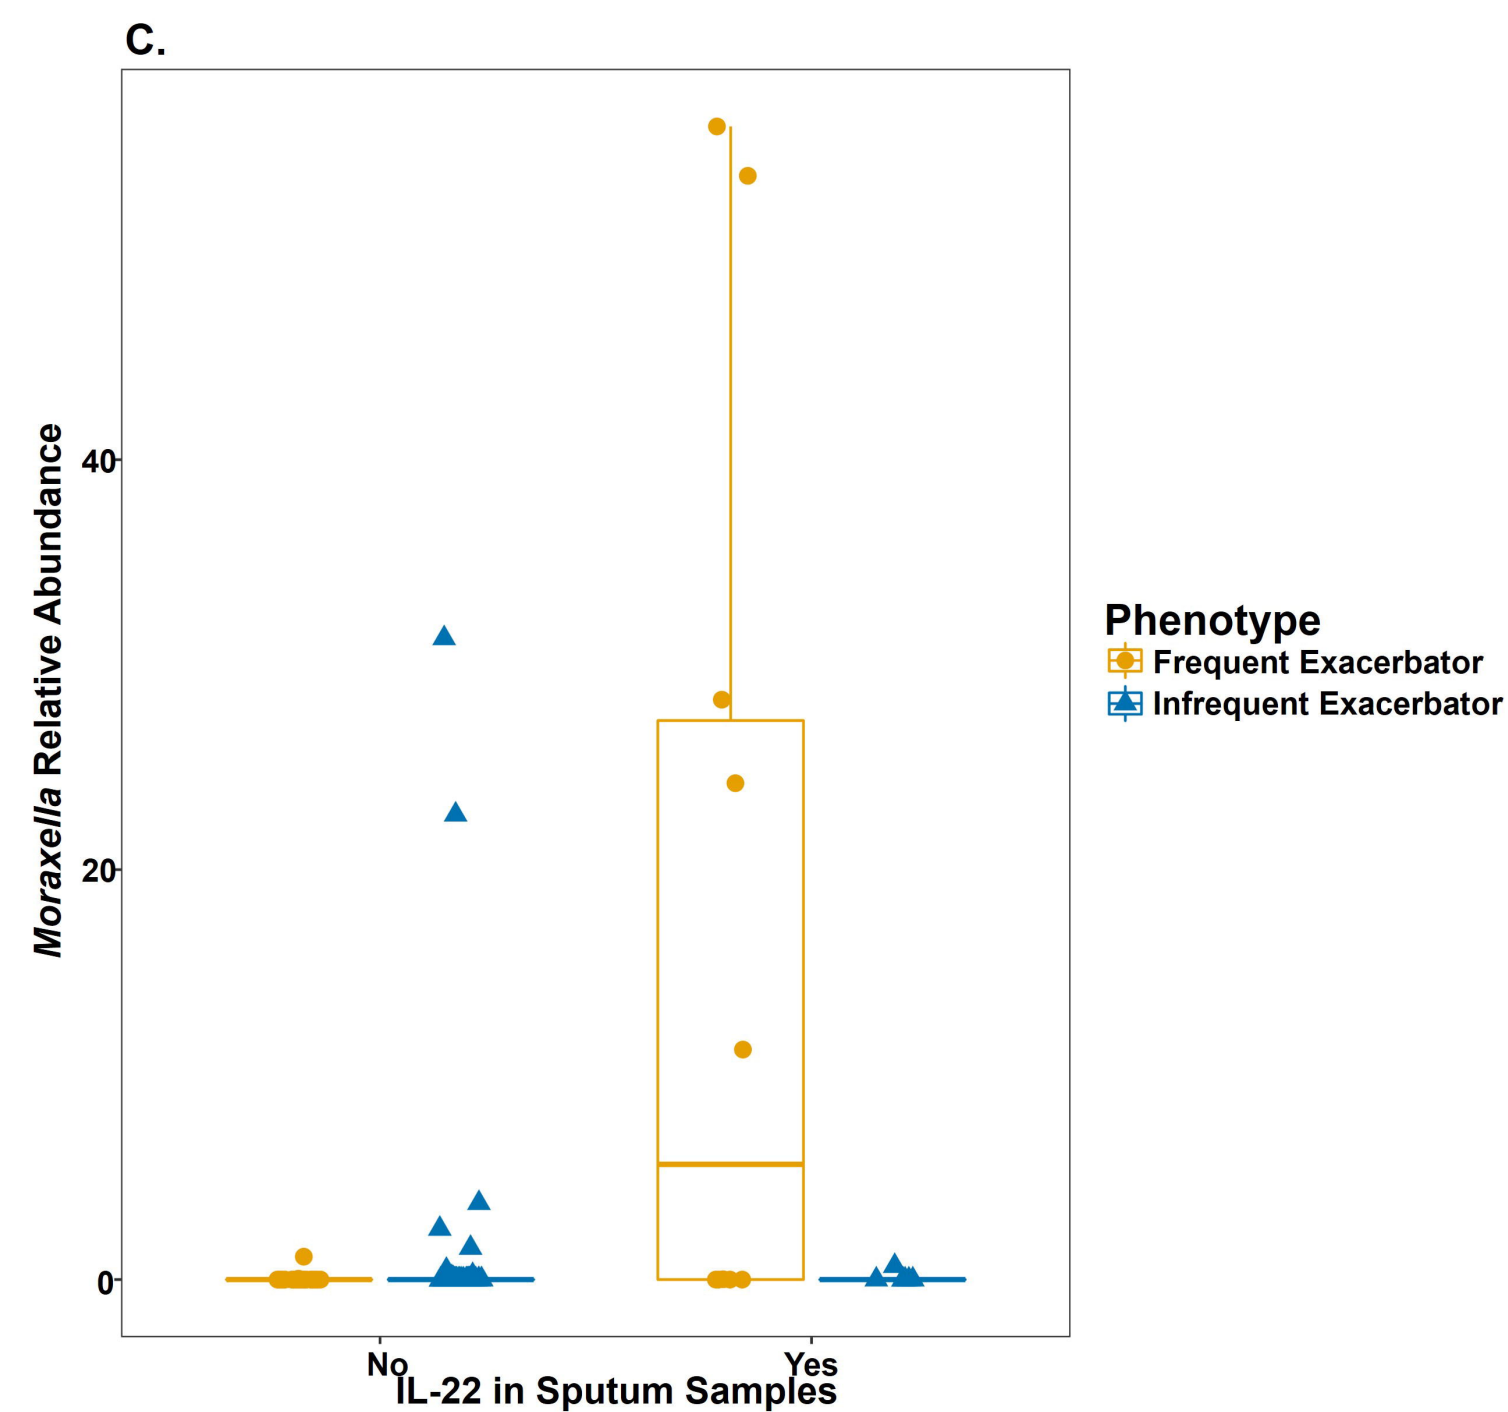 C.
Moraxella Relative Abundance
40
20
0
No
Yes
IL-22 in Sputum Samples
Phenotype
Frequent Exacerbator
Infrequent Exacerbator